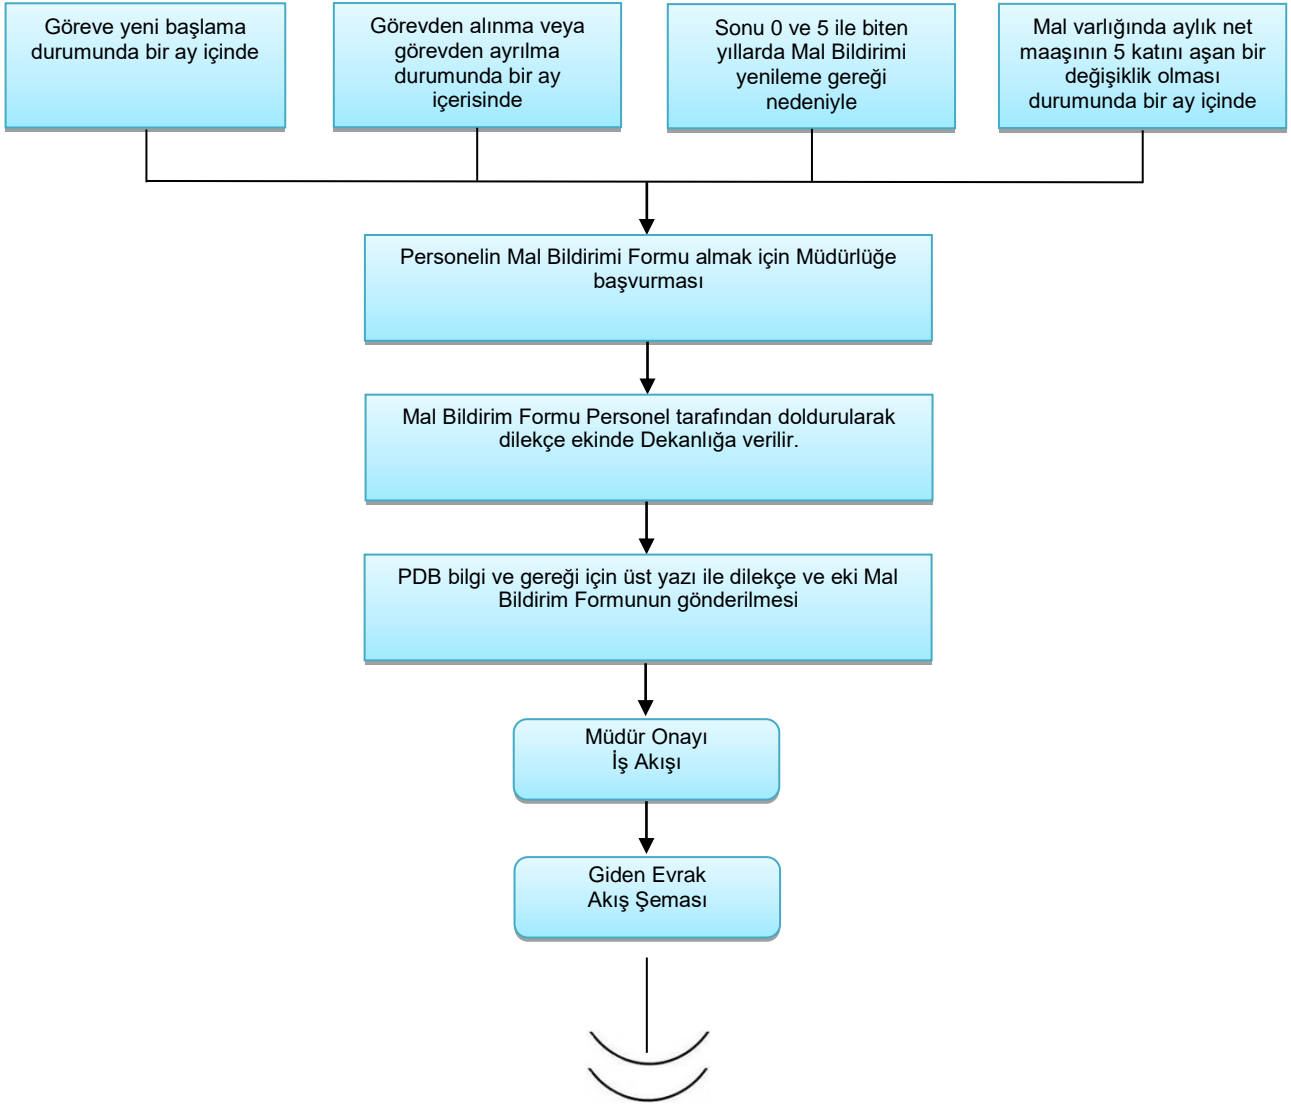 Göreve yeni başlama
durumunda bir ay içinde
Görevden alınma veya
görevden ayrılma
durumunda bir ay
içerisinde
Sonu 0 ve 5 ile biten
yıllarda Mal Bildirimi
yenileme gereği
nedeniyle
Mal varlığında aylık net
maaşının 5 katını aşan bir
değişiklik olması
durumunda bir ay içinde
Personelin Mal Bildirimi Formu almak için Müdürlüğe
başvurması
Mal Bildirim Formu Personel tarafından doldurularak
dilekçe ekinde Dekanlığa verilir.
PDB bilgi ve gereği için üst yazı ile dilekçe ve eki Mal
Bildirim Formunun gönderilmesi
Müdür Onayı
İş Akışı
Giden Evrak
Akış Şeması